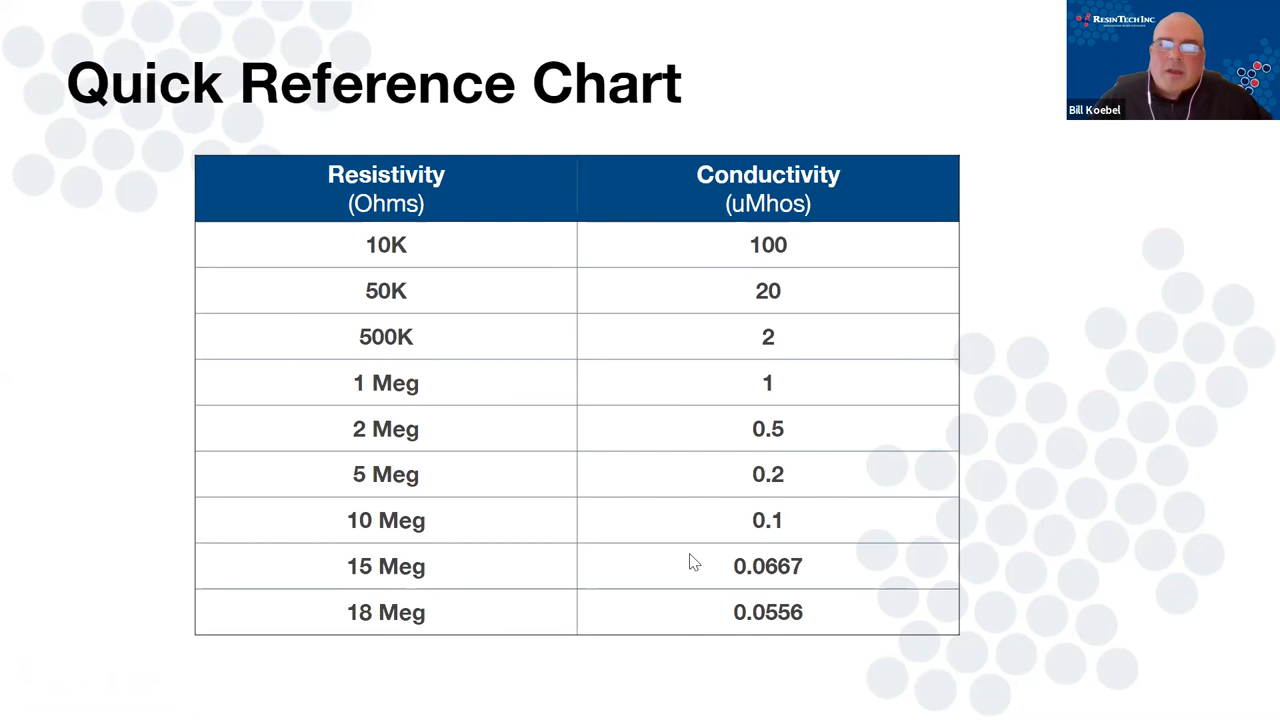 Quick Reference Chart
RESINTECH INC
Bill Koebel
Resistivity Conductivity
(Ohms) (uMhos)
10K 100
50K 20
500K 2
1 Meg 1
2 Meg 0.5
5 Meg 0.2
10 Meg 0.1
15 Meg 0.0667
18 Meg 0.0556